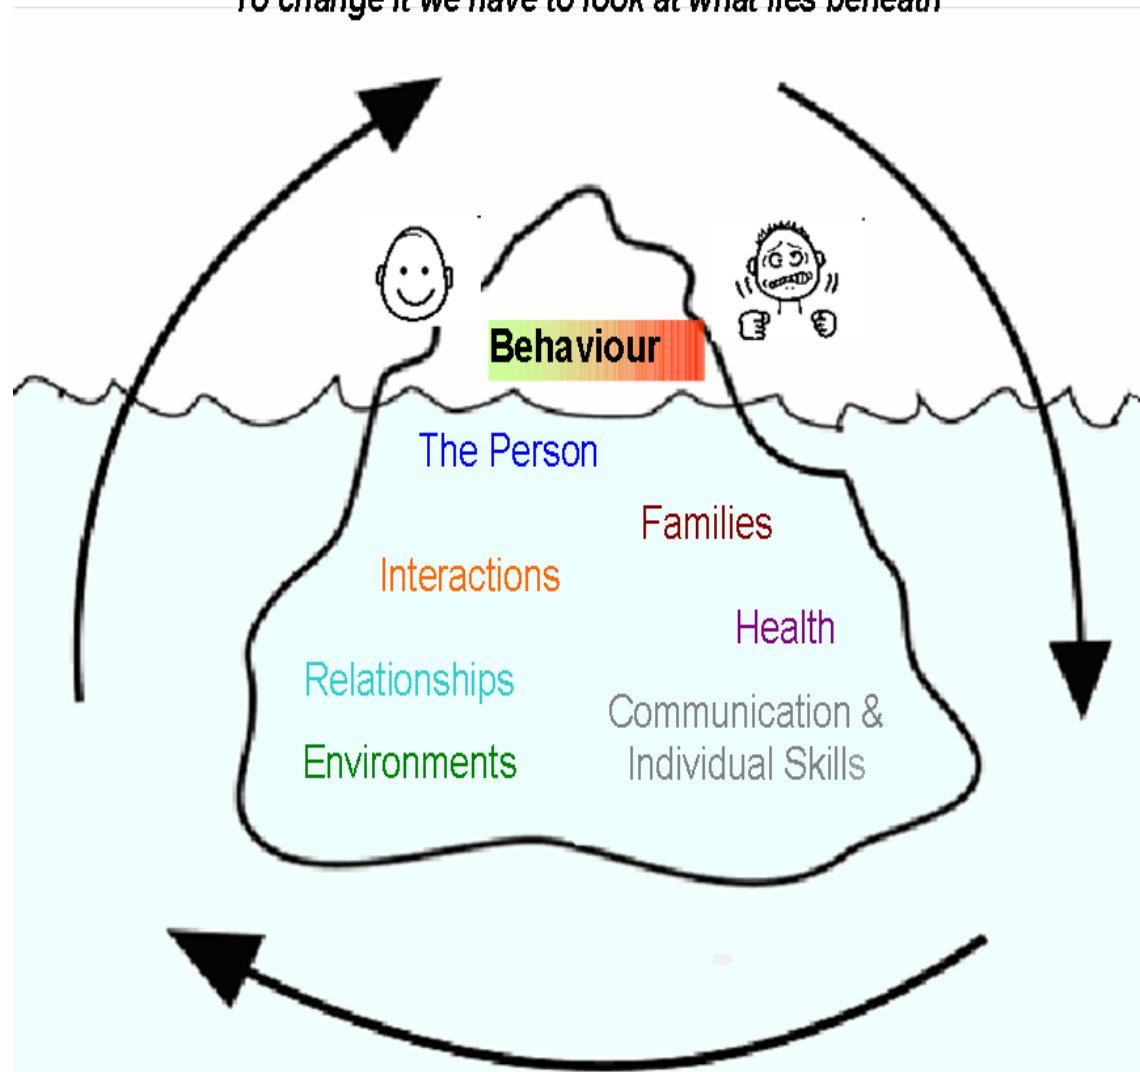 To change it we have to look at what lies beneath
Behaviour
The Person
Families
Interactions
Health
Relationships
Communication &
Individual Skills
Environments